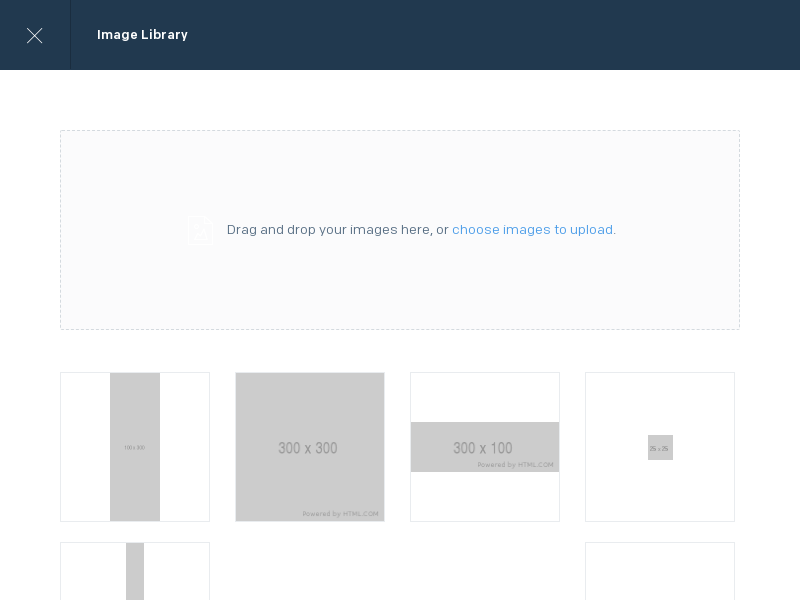 Image Library
Drag and drop your images here, or choose images to upload.
100 x 300
300 x 300
Powered by HTML.COM
300 x 100
Powered by HTML.COM
25 x 25